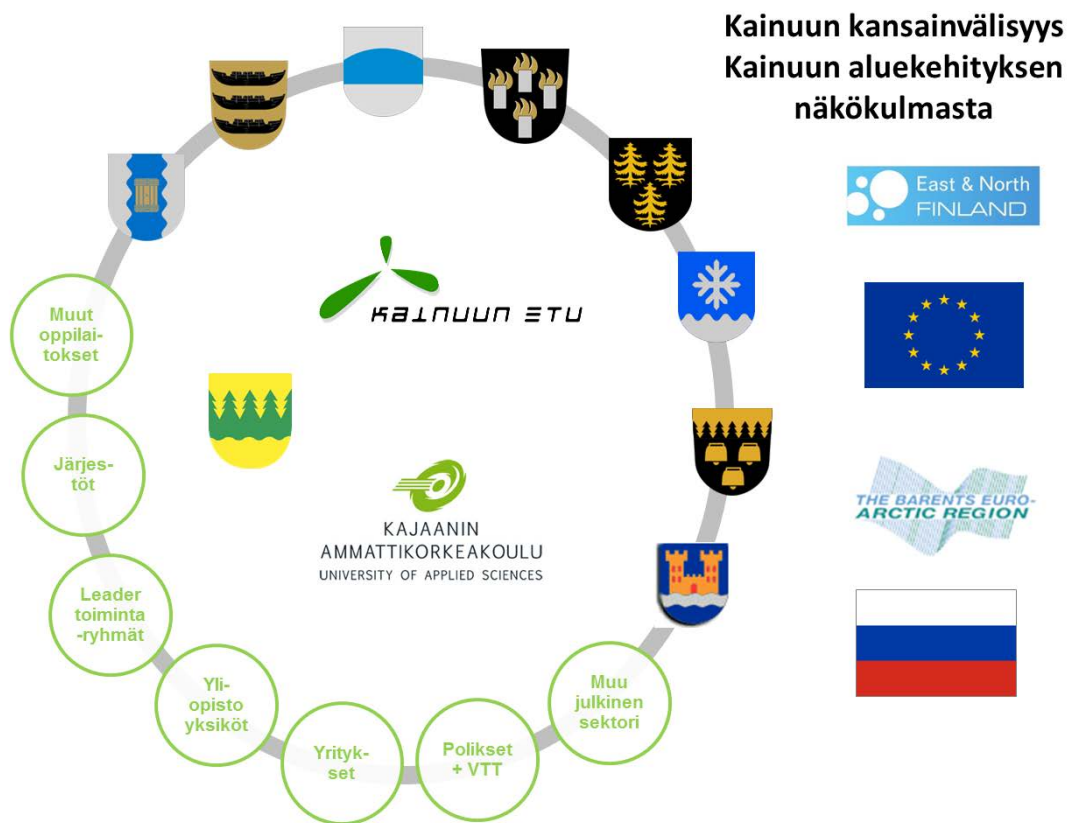 Kainuun kansainvälisyys
Kainuun aluekehityksen
näkökulmasta
East & North
FINLAND
KAINUUN ETU
Muut
oppilai-
tokset
Järjes-
töt
THE BARENTS EURO-
ARCTIC REGION
KAJAANIN
AMMATTIKORKEAKOULU
UNIVERSITY OF APPLIED SCIENCES
Leader
toiminta
-ryhmät
Yli-
opisto
yksiköt
Yrityk-
set
Polikset
+ VTT
Muu
julkinen
sektori